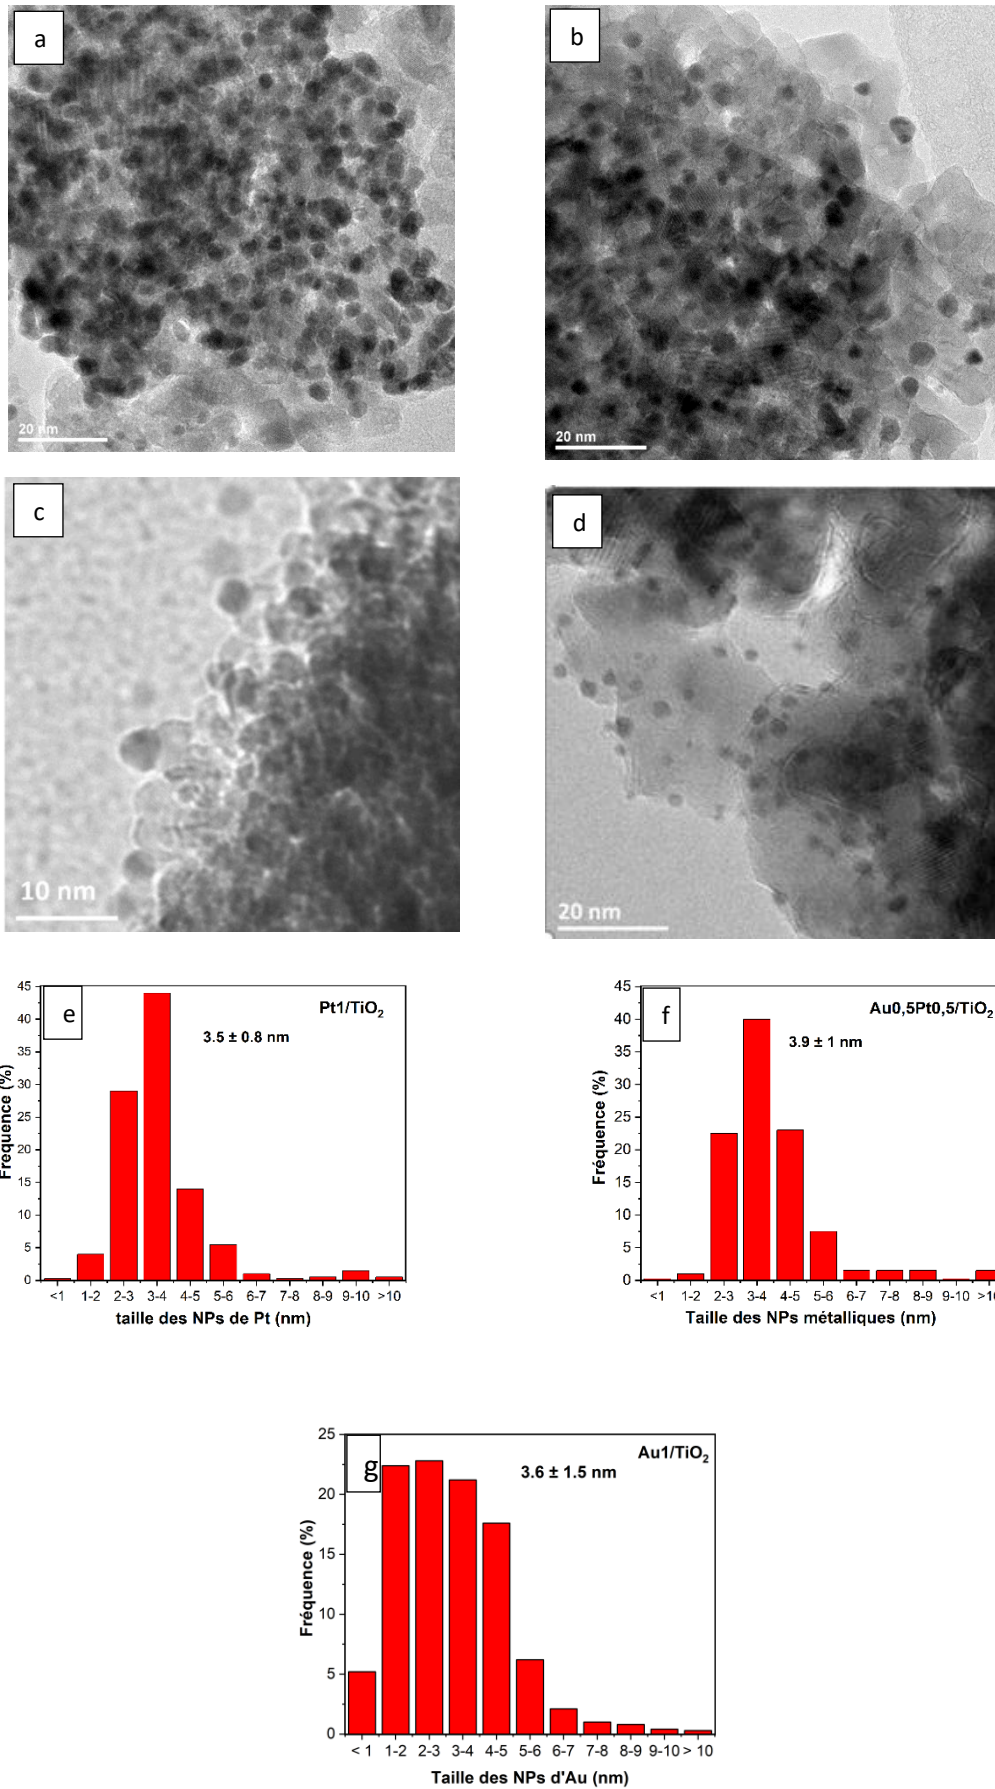 a
b
20 nm
20 nm
c
d
10 nm
20 nm
e
Pt1/TiO₂
3.5 ± 0.8 nm
Fréquence (%)
45
40
35
30
25
20
15
10
5
0
<1 1-2 2-3 3-4 4-5 5-6 6-7 7-8 8-9 9-10 >10
taille des NPs de Pt (nm)
f
Au0,5Pt0,5/TiO₂
3.9 ± 1 nm
Fréquence (%)
45
40
35
30
25
20
15
10
5
0
<1 1-2 2-3 3-4 4-5 5-6 6-7 7-8 8-9 9-10 >10
Taille des NPs métalliques (nm)
g
Au1/TiO₂
3.6 ± 1.5 nm
Fréquence (%)
25
20
15
10
5
0
< 1 1-2 2-3 3-4 4-5 5-6 6-7 7-8 8-9 9-10 > 10
Taille des NPs d'Au (nm)